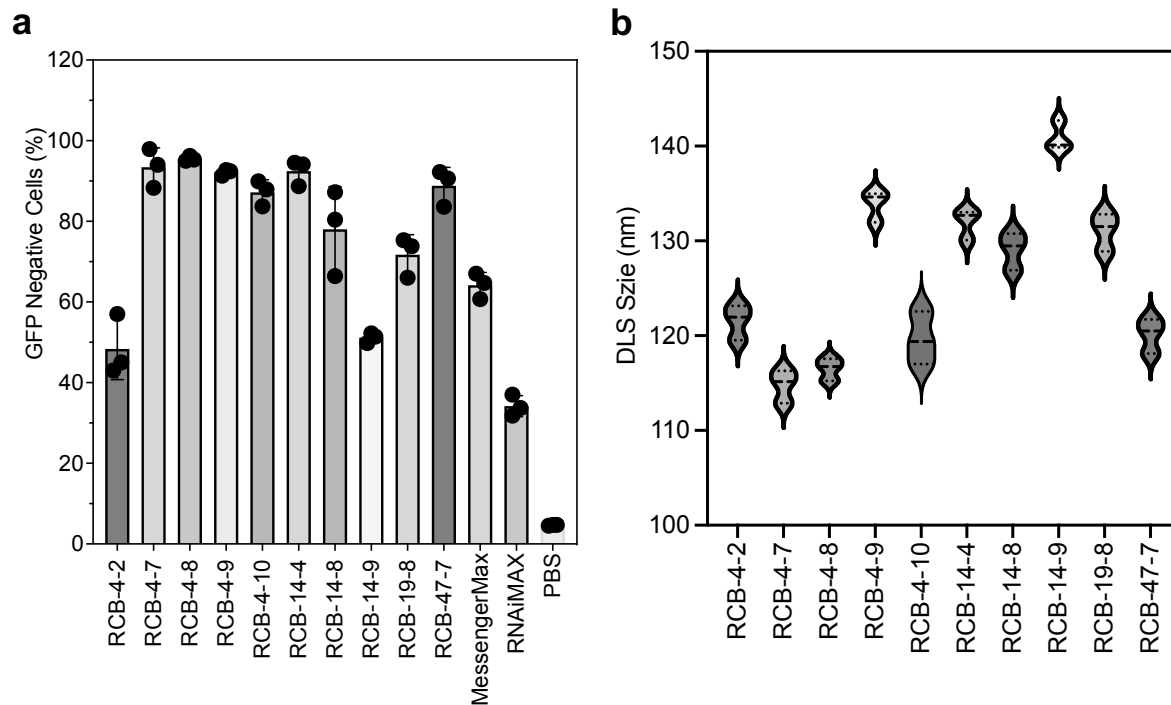 a
GFP Negative Cells (%)
120
100
80
60
40
20
0
RCB-4-2
RCB-4-7
RCB-4-8
RCB-4-9
RCB-4-10
RCB-14-4
RCB-14-8
RCB-14-9
RCB-19-8
RCB-47-7
MessengerMax
RNAiMAX
PBS
b
DLS Szie (nm)
150
140
130
120
110
100
RCB-4-2
RCB-4-7
RCB-4-8
RCB-4-9
RCB-4-10
RCB-14-4
RCB-14-8
RCB-14-9
RCB-19-8
RCB-47-7